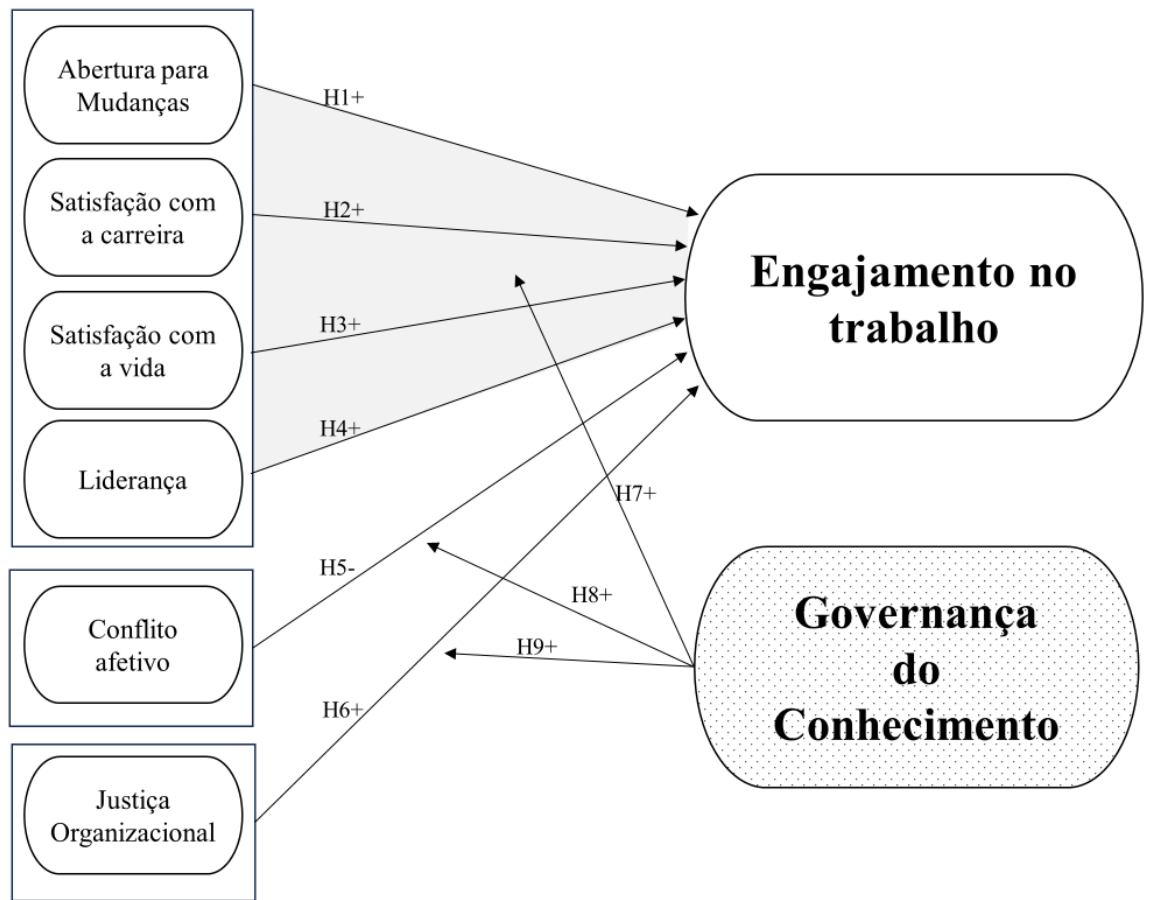 Abertura para
Mudanças
Satisfação com
a carreira
Satisfação com
a vida
Liderança
Conflito
afetivo
Justiça
Organizacional
H1+
H2+
H3+
H4+
H5-
H6+
H7+
H8+
H9+
Engajamento no
trabalho
Governança
do
Conhecimento